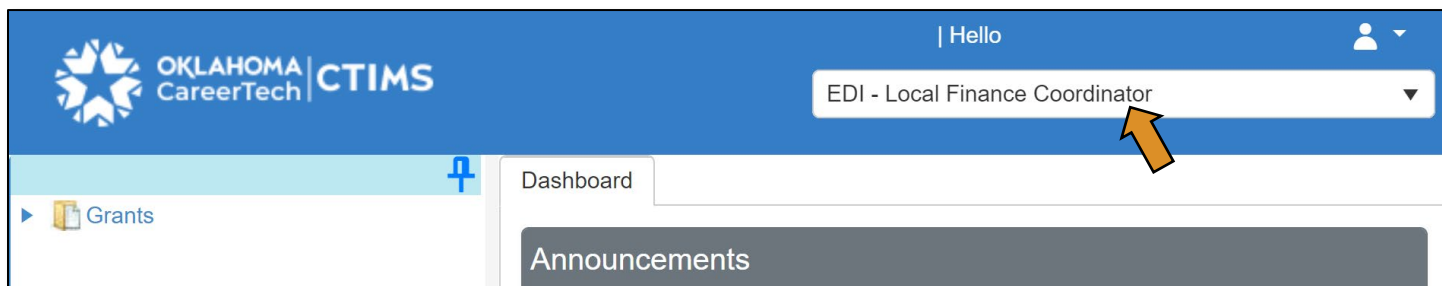 OKLAHOMA
CareerTech
CTIMS
| Hello
EDI - Local Finance Coordinator
Grants
Dashboard
Announcements